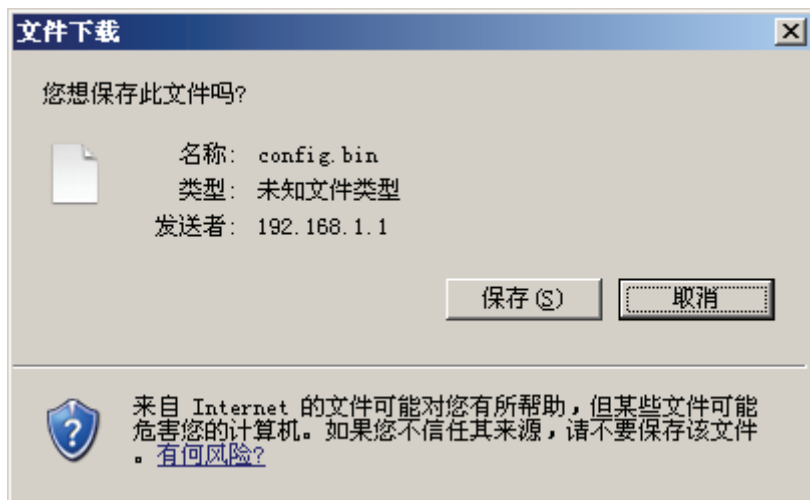 文件下载
您想保存此文件吗?
名称: config.bin
类型: 未知文件类型
发送者: 192.168.1.1
保存(S) 取消
来自 Internet 的文件可能对您有所帮助，但某些文件可能
危害您的计算机。如果您不信任其来源，请不要保存该文件
。有何风险?